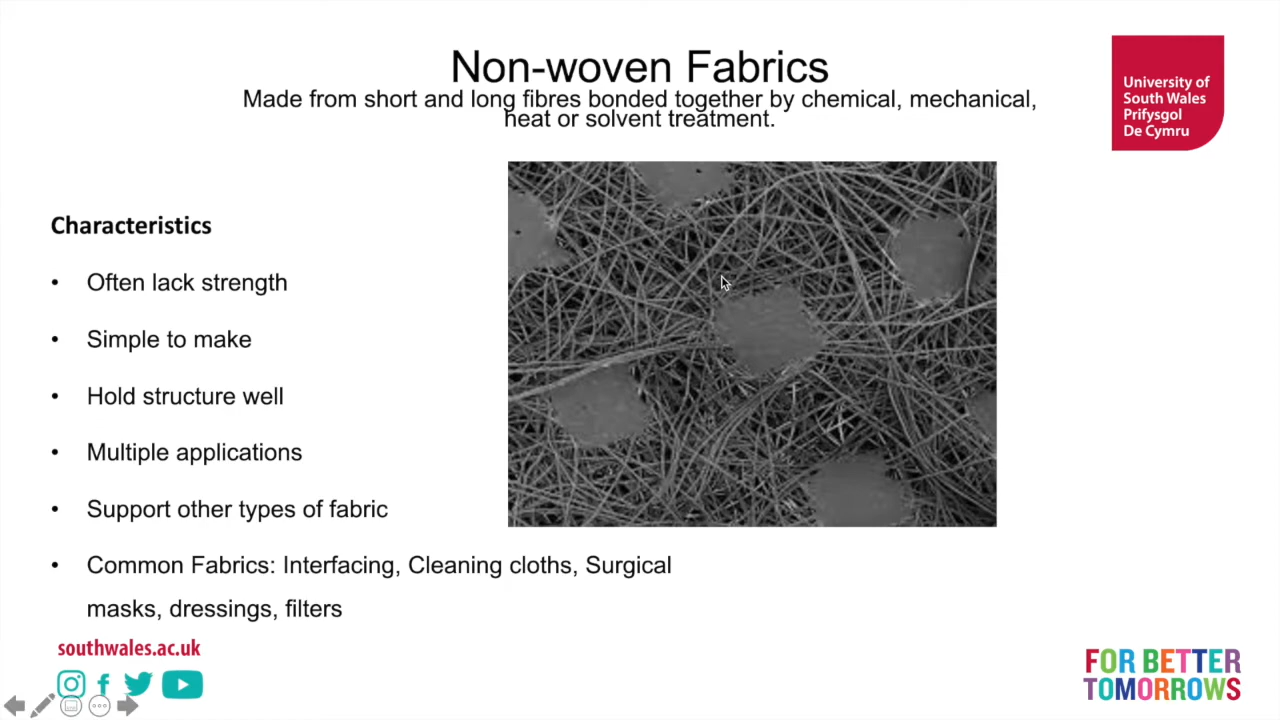 Non-woven Fabrics
Made from short and long fibres bonded together by chemical, mechanical,
heat or solvent treatment.
University of
South Wales
Prifysgol
De Cymru
Characteristics
• Often lack strength
• Simple to make
• Hold structure well
• Multiple applications
• Support other types of fabric
• Common Fabrics: Interfacing, Cleaning cloths, Surgical
masks, dressings, filters
southwales.ac.uk
FOR BETTER
TOMORROWS